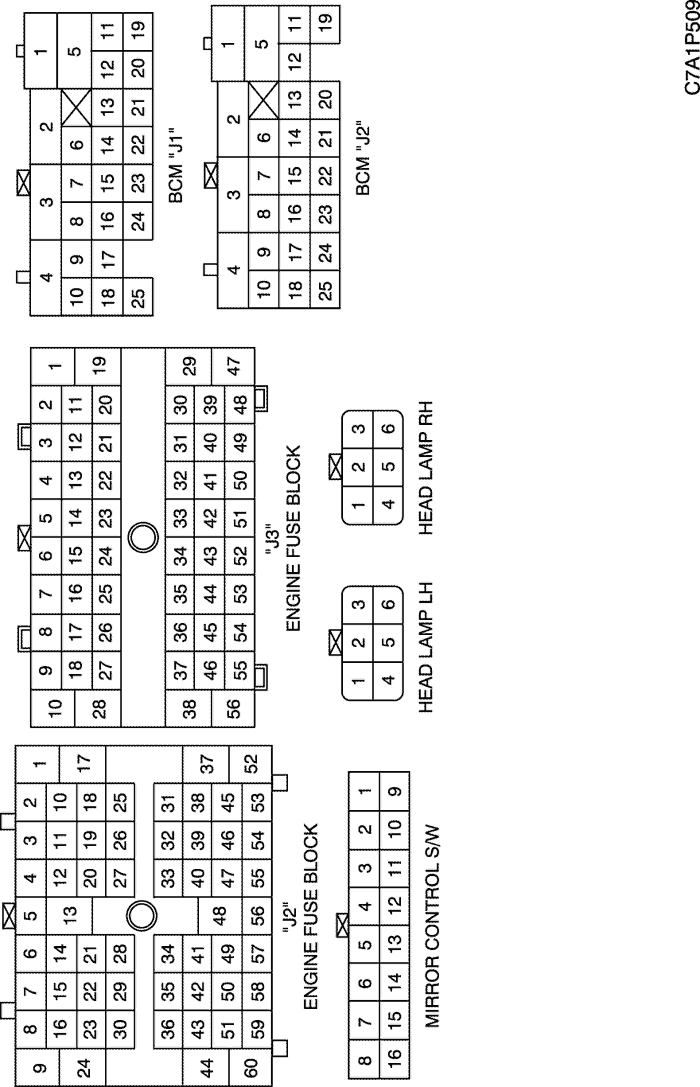 9 8 7 6 5 4 3 2 1
24 16 15 14 13 12 11 10 17
23 22 21 20 19 18
30 29 28 27 26 25
36 35 34 33 32 31
44 43 42 41 40 39 38 37
51 50 49 48 47 46 45
60 59 58 57 56 55 54 53 52
"J2"
ENGINE FUSE BLOCK
10 9 8 7 6 5 4 3 2 1
18 17 16 15 14 13 12 11
28 27 26 25 24 23 22 21 20 19
38 37 36 35 34 33 32 31 30 29
46 45 44 43 42 41 40 39
56 55 54 53 52 51 50 49 48 47
"J3"
ENGINE FUSE BLOCK
4 3 2 1
10 9 8 7 6 5
18 17 16 15 14 13 12 11
25 24 23 22 21 20 19
BCM "J1"
4 3 2 1
10 9 8 7 6 5
18 17 16 15 14 13 12 11
25 24 23 22 21 20 19
BCM "J2"
8 7 6 5 4 3 2 1
16 15 14 13 12 11 10 9
MIRROR CONTROL S/W
1 2 3
4 5 6
HEAD LAMP LH
1 2 3
4 5 6
HEAD LAMP RH
C7A1P509